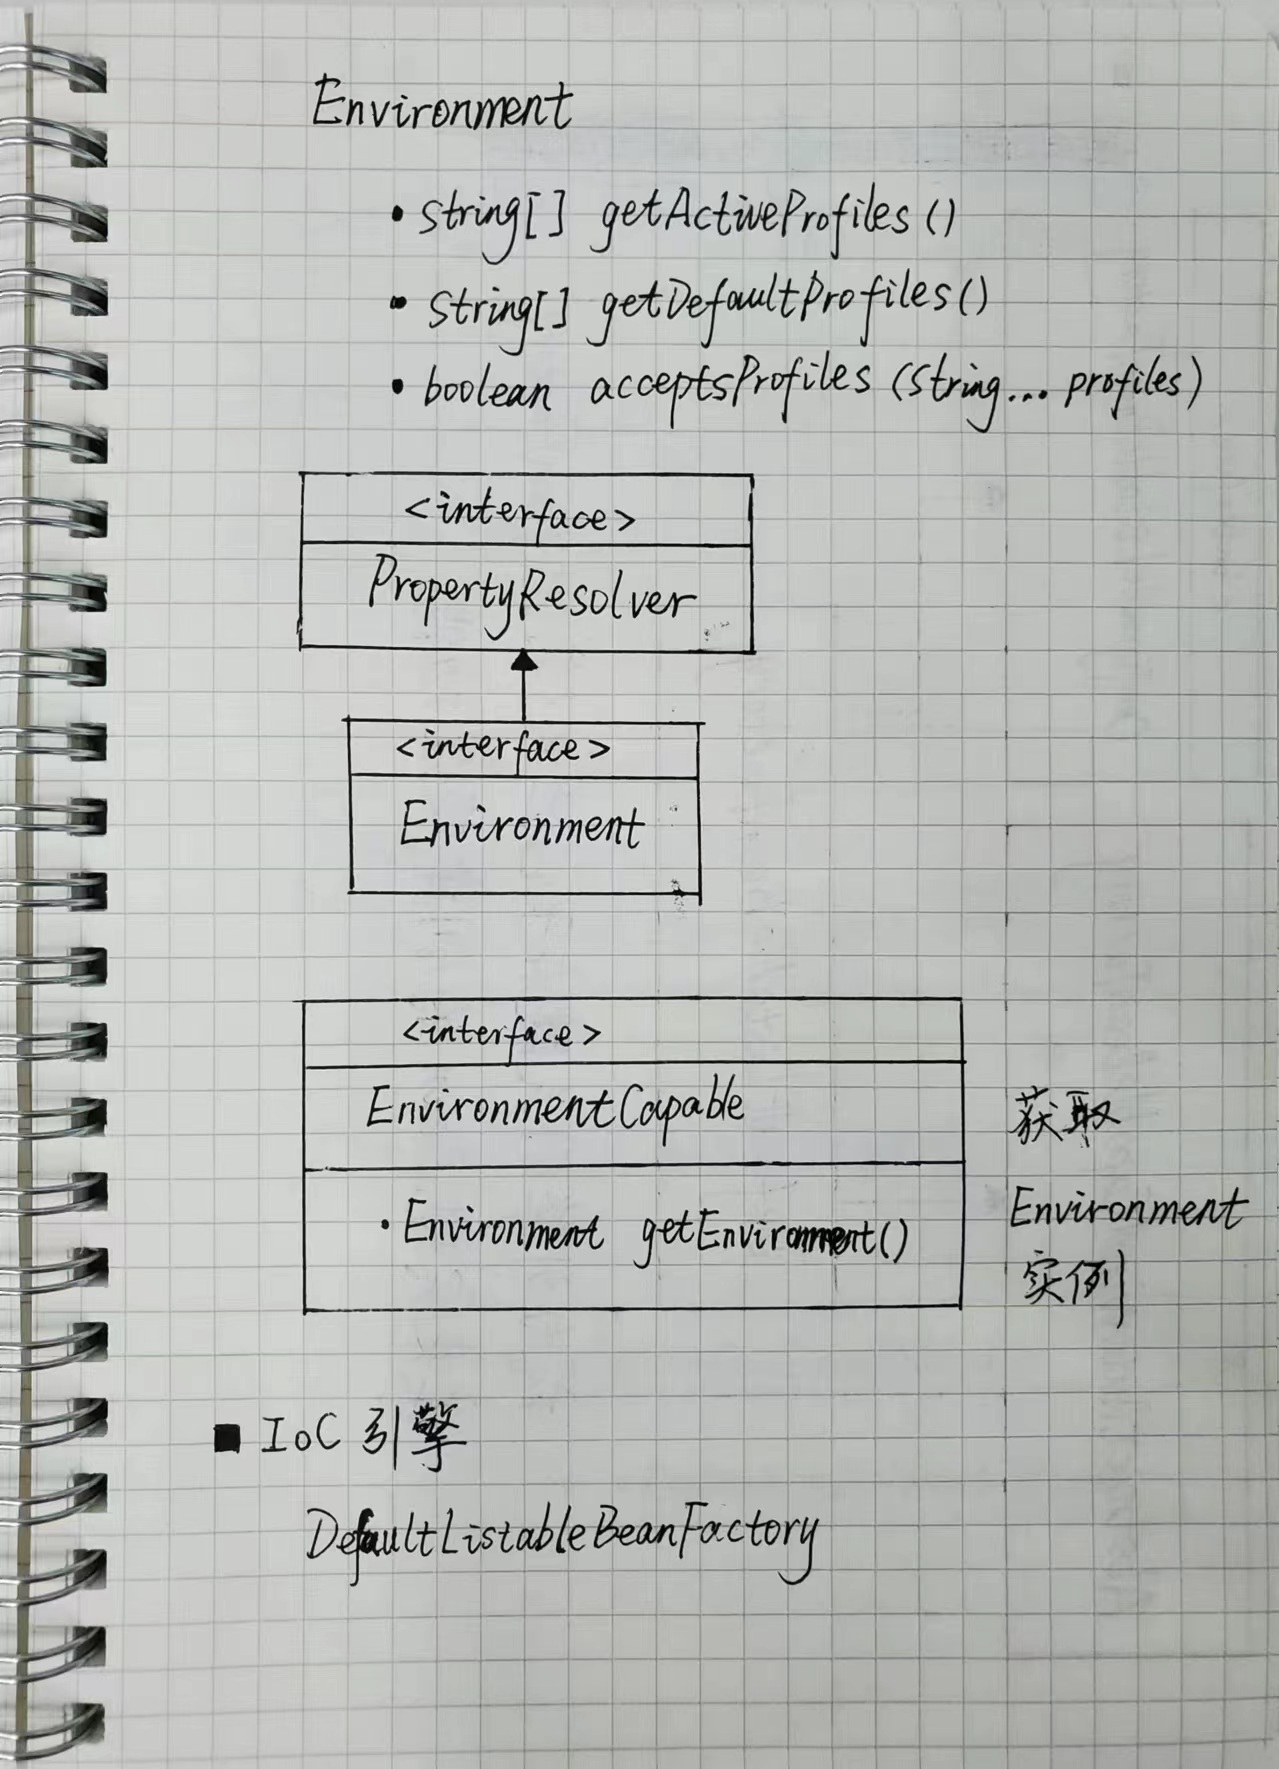 Environment
• string[] getActiveProfiles()
• string[] getDefaultProfiles()
• boolean acceptsProfiles (string... profiles)
<interface>
PropertyResolver
<interface>
Environment
<interface>
EnvironmentCapable
• Environment getEnvironment()
获取
Environment
实例
■ IoC 引擎
DefaultListableBeanFactory